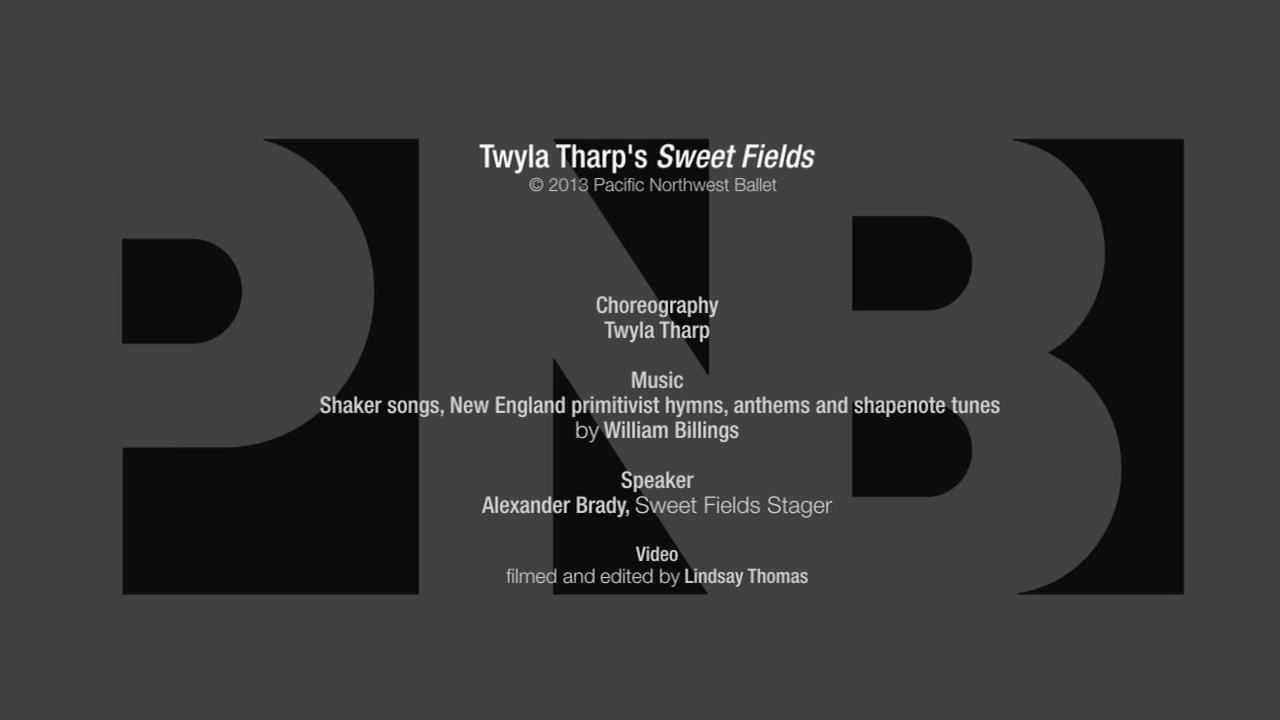 Twyla Tharp's Sweet Fields
© 2013 Pacific Northwest Ballet
Choreography
Twyla Tharp
Music
Shaker songs, New England primitivist hymns, anthems and shapenote tunes
by William Billings
Speaker
Alexander Brady, Sweet Fields Stager
Video
filmed and edited by Lindsay Thomas
PNB